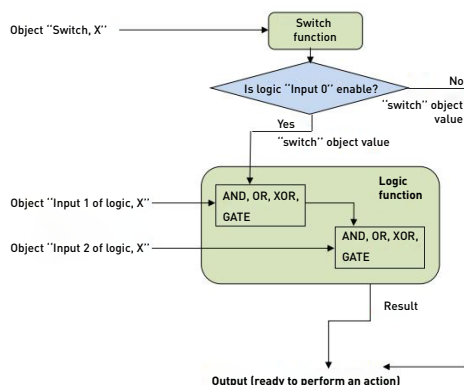 Object “Switch, X”
Switch
function
Is logic “Input 0” enable?
No
“switch” object
value
Yes
“switch” object value
Logic
function
Object “Input 1 of logic, X”
AND, OR, XOR,
GATE
Object “Input 2 of logic, X”
AND, OR, XOR,
GATE
Result
Output (ready to perform an action)